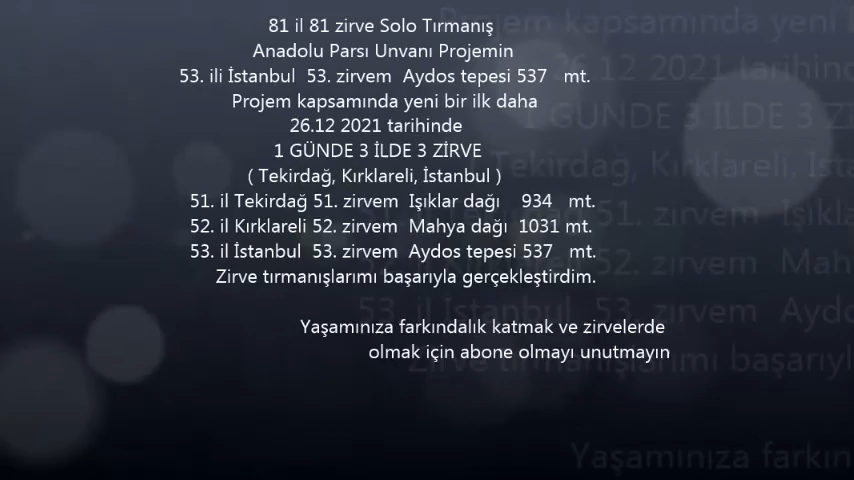 81 il 81 zirve Solo Tırmanış
Anadolu Parsı Unvanı Projemin
53. ili İstanbul 53. zirvem Aydos tepesi 537 mt.
Projem kapsamında yeni bir ilk daha
26.12 2021 tarihinde
1 GÜNDE 3 İLDE 3 ZİRVE
( Tekirdağ, Kırklareli, İstanbul )
51. il Tekirdağ 51. zirvem Işıklar dağı 934 mt.
52. il Kırklareli 52. zirvem Mahya dağı 1031 mt.
53. il İstanbul 53. zirvem Aydos tepesi 537 mt.
Zirve tırmanışlarımı başarıyla gerçekleştirdim.
Yaşamınıza farkındalık katmak ve zirvelerde
olmak için abone olmayı unutmayın